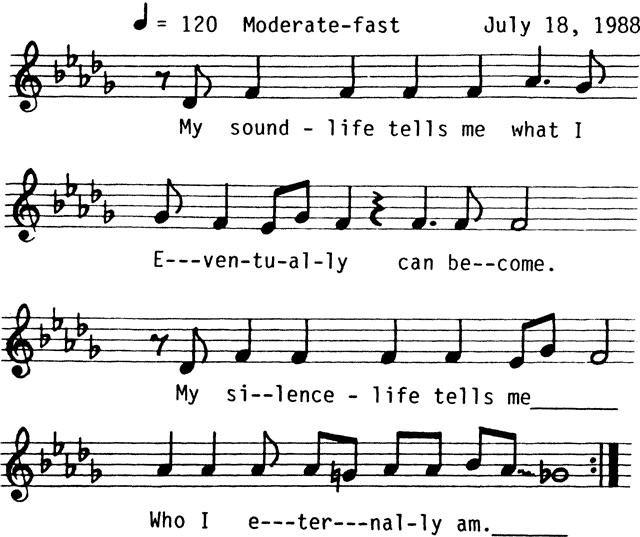 ♩ = 120 Moderate-fast July 18, 1988
My sound - life tells me what I
E---ven-tu-al-ly can be--come.
My si--lence - life tells me_______
Who I e---ter---nal-ly am.______